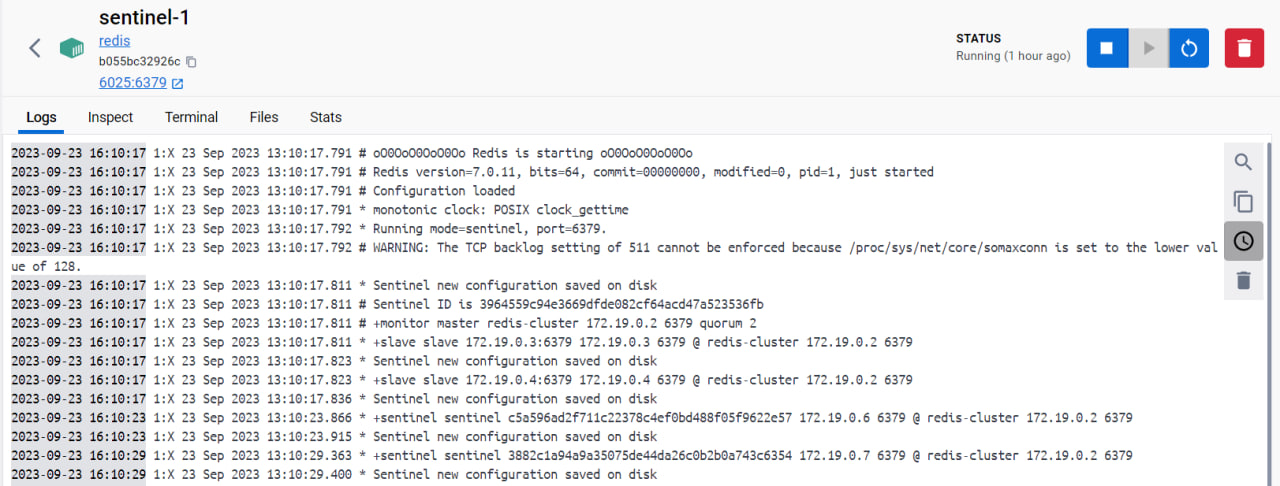 sentinel-1
redis
b055bc32926c
6025:6379
STATUS
Running (1 hour ago)
Logs Inspect Terminal Files Stats
2023-09-23 16:10:17 1:X 23 Sep 2023 13:10:17.791 # oO0OoO0OoO0Oo Redis is starting oO0OoO0OoO0Oo
2023-09-23 16:10:17 1:X 23 Sep 2023 13:10:17.791 # Redis version=7.0.11, bits=64, commit=00000000, modified=0, pid=1, just started
2023-09-23 16:10:17 1:X 23 Sep 2023 13:10:17.791 # Configuration loaded
2023-09-23 16:10:17 1:X 23 Sep 2023 13:10:17.791 * monotonic clock: POSIX clock_gettime
2023-09-23 16:10:17 1:X 23 Sep 2023 13:10:17.792 * Running mode=sentinel, port=6379.
2023-09-23 16:10:17 1:X 23 Sep 2023 13:10:17.792 # WARNING: The TCP backlog setting of 511 cannot be enforced because /proc/sys/net/core/somaxconn is set to the lower val
ue of 128.
2023-09-23 16:10:17 1:X 23 Sep 2023 13:10:17.811 * Sentinel new configuration saved on disk
2023-09-23 16:10:17 1:X 23 Sep 2023 13:10:17.811 # Sentinel ID is 3964559c94e3669dfde082cf64acd47a523536fb
2023-09-23 16:10:17 1:X 23 Sep 2023 13:10:17.811 # +monitor master redis-cluster 172.19.0.2 6379 quorum 2
2023-09-23 16:10:17 1:X 23 Sep 2023 13:10:17.811 * +slave slave 172.19.0.3:6379 172.19.0.3 6379 @ redis-cluster 172.19.0.2 6379
2023-09-23 16:10:17 1:X 23 Sep 2023 13:10:17.823 * Sentinel new configuration saved on disk
2023-09-23 16:10:17 1:X 23 Sep 2023 13:10:17.823 * +slave slave 172.19.0.4:6379 172.19.0.4 6379 @ redis-cluster 172.19.0.2 6379
2023-09-23 16:10:17 1:X 23 Sep 2023 13:10:17.836 * Sentinel new configuration saved on disk
2023-09-23 16:10:23 1:X 23 Sep 2023 13:10:23.866 * +sentinel sentinel c5a596ad2f711c22378c4ef0bd488f05f9622e57 172.19.0.6 6379 @ redis-cluster 172.19.0.2 6379
2023-09-23 16:10:23 1:X 23 Sep 2023 13:10:23.915 * Sentinel new configuration saved on disk
2023-09-23 16:10:29 1:X 23 Sep 2023 13:10:29.363 * +sentinel sentinel 3882c1a94a9a35075de44da26c0b2b0a743c6354 172.19.0.7 6379 @ redis-cluster 172.19.0.2 6379
2023-09-23 16:10:29 1:X 23 Sep 2023 13:10:29.400 * Sentinel new configuration saved on disk